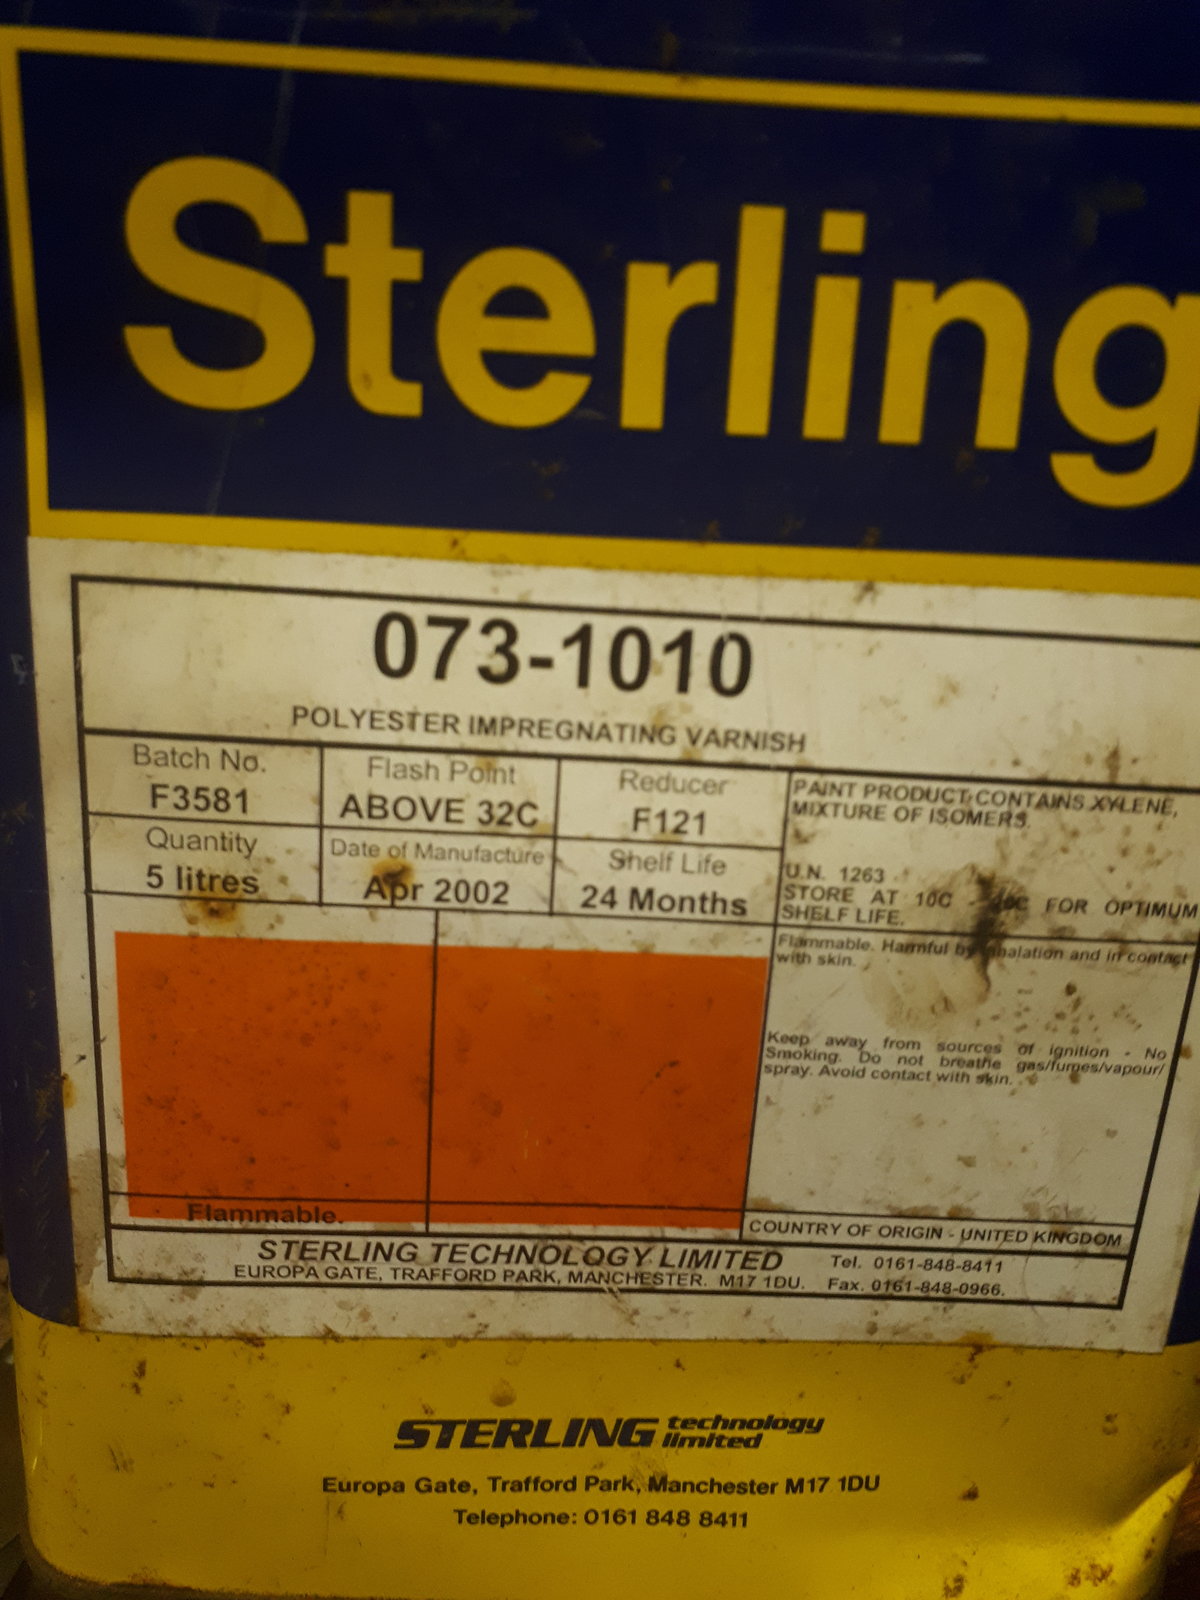 Sterling
073-1010
POLYESTER IMPREGNATING VARNISH
Batch No.
F3581
Flash Point
ABOVE 32C
Reducer
F121
Quantity
5 litres
Date of Manufacture
Apr 2002
Shelf Life
24 Months
PAINT PRODUCT CONTAINS XYLENE,
MIXTURE OF ISOMERS.
U.N. 1263
STORE AT 10C - FOR OPTIMUM
SHELF LIFE.
Flammable. Harmful by inhalation and in contact
with skin.
Keep away from sources of ignition - No
Smoking. Do not breathe gas/fumes/vapour/
spray. Avoid contact with skin.
Flammable.
COUNTRY OF ORIGIN - UNITED KINGDOM
STERLING TECHNOLOGY LIMITED
EUROPA GATE, TRAFFORD PARK, MANCHESTER. M17 1DU.
Tel. 0161-848-8411
Fax. 0161-848-0966.
STERLING technology
limited
Europa Gate, Trafford Park, Manchester M17 1DU
Telephone: 0161 848 8411